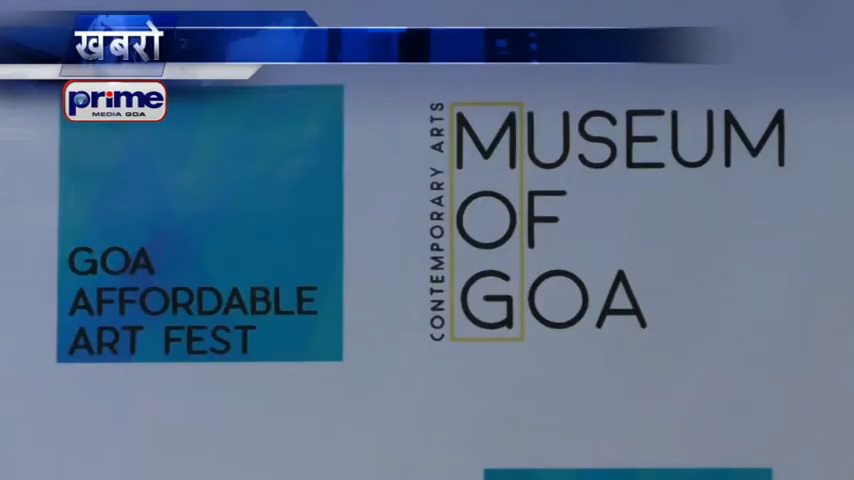 खबरो
prime
MEDIA GOA
GOA
AFFORDABLE
ART FEST
CONTEMPORARY ARTS
MUSEUM
OF
GOA